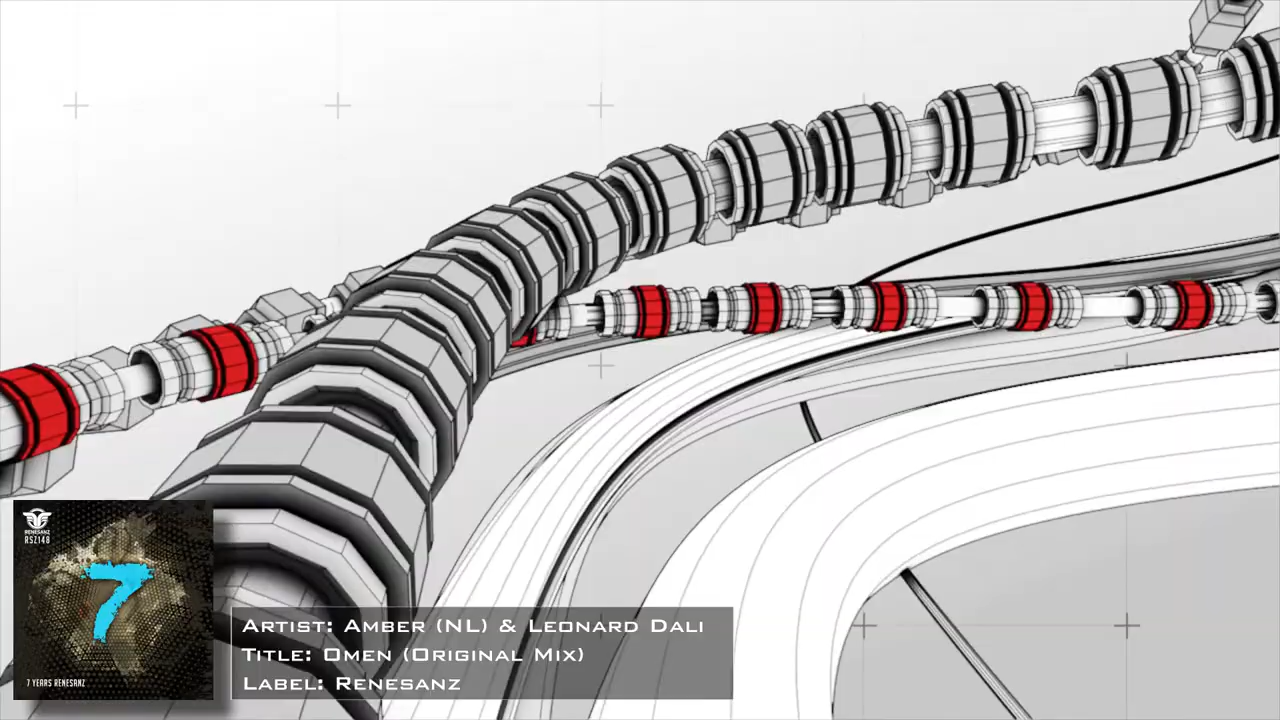 RENESANZ
RSZ148
7
7 YEARS RENESANZ
Artist: Amber (NL) & Leonard Dali
Title: Omen (Original Mix)
Label: Renesanz